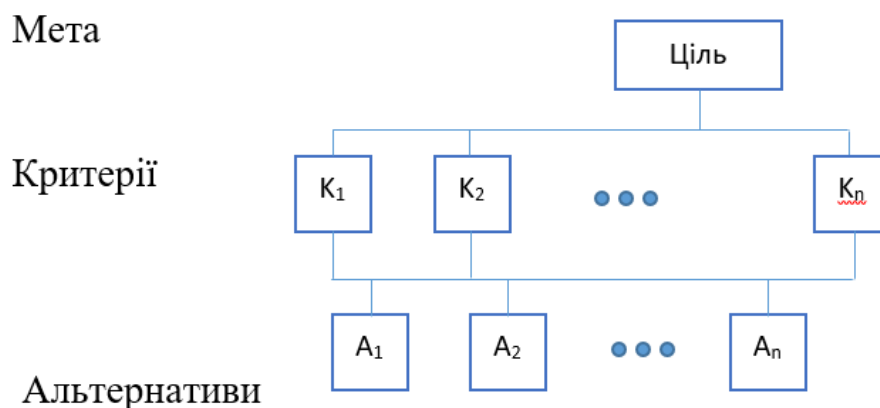 Мета
Ціль
Критерії
K₁ K₂ Kₙ
A₁ A₂ Aₙ
Альтернативи